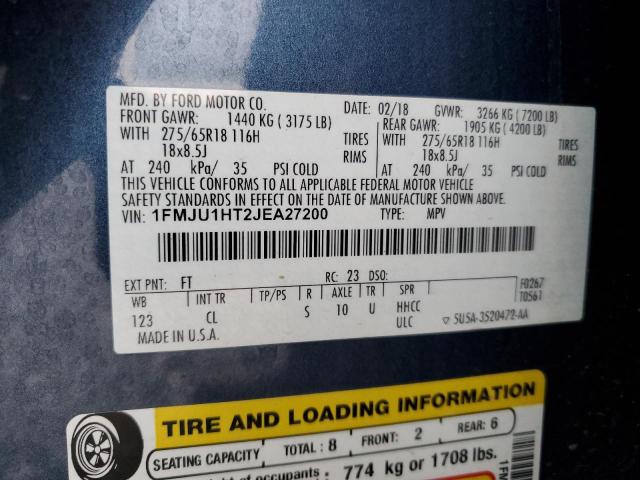 MFD. BY FORD MOTOR CO. DATE: 02/18 GVWR: 3266 KG ( 7200 LB)
FRONT GAWR: 1440 KG ( 3175 LB) REAR GAWR: 1905 KG ( 4200 LB)
WITH 275/65R18 116H TIRES WITH 275/65R18 116H TIRES
18x8.5J RIMS 18x8.5J RIMS
AT 240 kPa/ 35 PSI COLD AT 240 kPa/ 35 PSI COLD
THIS VEHICLE CONFORMS TO ALL APPLICABLE FEDERAL MOTOR VEHICLE
SAFETY STANDARDS IN EFFECT ON THE DATE OF MANUFACTURE SHOWN ABOVE.
VIN: 1FMJU1HT2JEA27200 TYPE: MPV
EXT PNT: FT RC: 23 DSO: F0267
WB INT TR TP/PS R AXLE TR SPR T0561
123 CL S 10 U HHCC
ULC ▽ 5U5A-3520472-AA
MADE IN U.S.A.
TIRE AND LOADING INFORMATION
SEATING CAPACITY TOTAL : 8 FRONT: 2 REAR: 6
of occupants 774 kg or 1708 lbs.